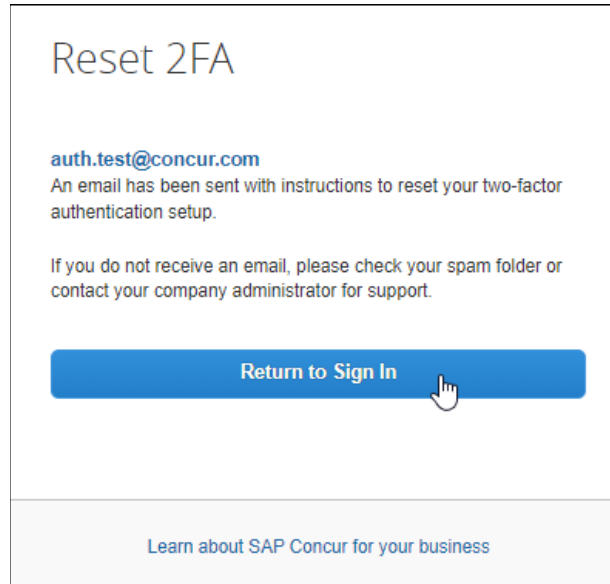 Reset 2FA
auth.test@concur.com
An email has been sent with instructions to reset your two-factor
authentication setup.
If you do not receive an email, please check your spam folder or
contact your company administrator for support.
Return to Sign In
Learn about SAP Concur for your business